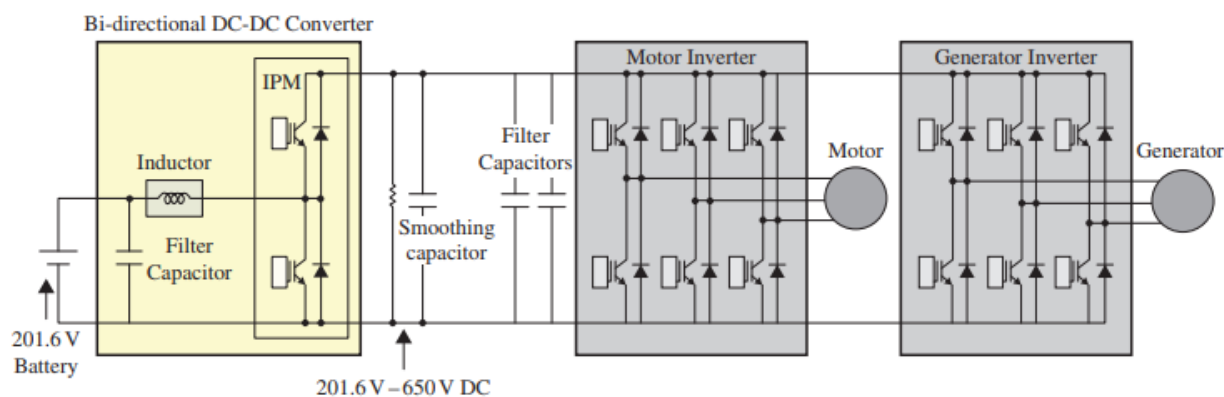 Bi-directional DC-DC Converter
IPM
Inductor
Filter
Capacitor
201.6 V
Battery
Smoothing
capacitor
201.6 V – 650 V DC
Filter
Capacitors
Motor Inverter
Motor
Generator Inverter
Generator